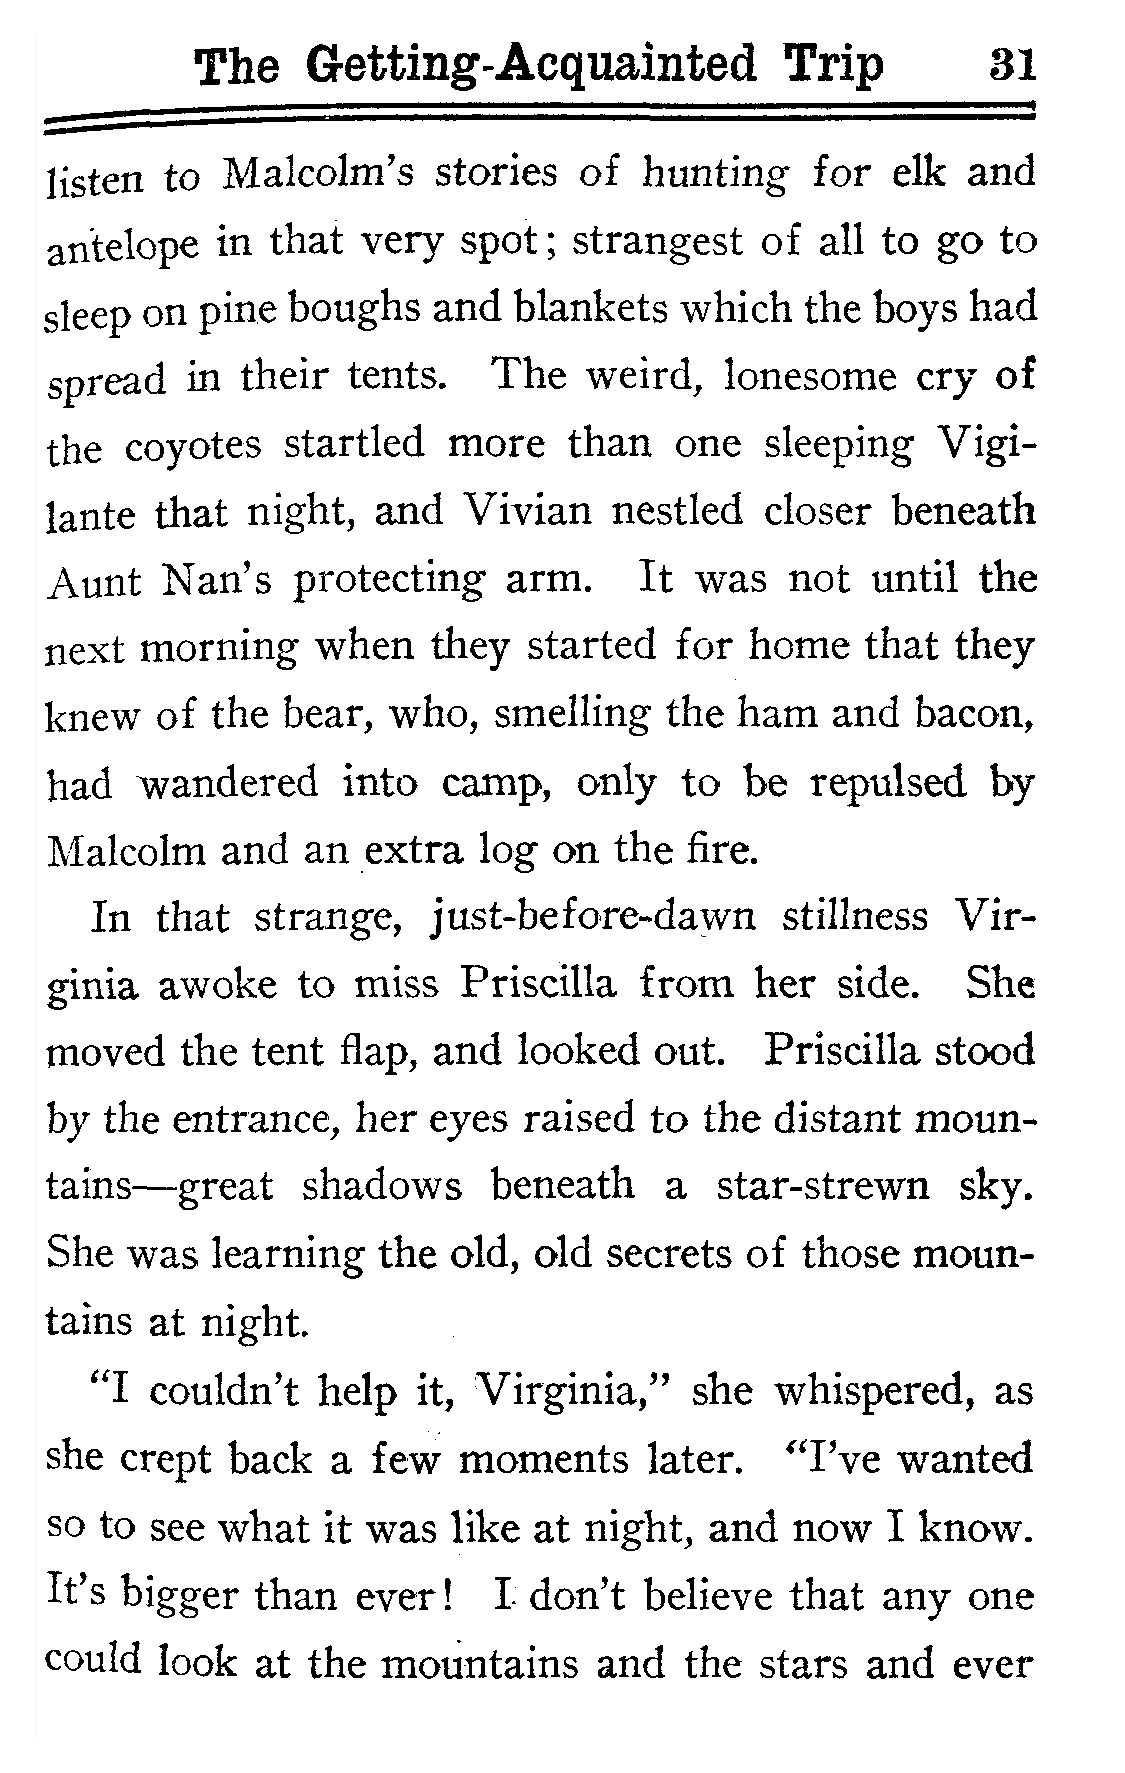 The Getting-Acquainted Trip 31
listen to Malcolm's stories of hunting for elk and
antelope in that very spot; strangest of all to go to
sleep on pine boughs and blankets which the boys had
spread in their tents. The weird, lonesome cry of
the coyotes startled more than one sleeping Vigi-
lante that night, and Vivian nestled closer beneath
Aunt Nan's protecting arm. It was not until the
next morning when they started for home that they
knew of the bear, who, smelling the ham and bacon,
had wandered into camp, only to be repulsed by
Malcolm and an extra log on the fire.
In that strange, just-before-dawn stillness Vir-
ginia awoke to miss Priscilla from her side. She
moved the tent flap, and looked out. Priscilla stood
by the entrance, her eyes raised to the distant moun-
tains—great shadows beneath a star-strewn sky.
She was learning the old, old secrets of those moun-
tains at night.
"I couldn't help it, Virginia," she whispered, as
she crept back a few moments later. "I've wanted
so to see what it was like at night, and now I know.
It's bigger than ever! I don't believe that any one
could look at the mountains and the stars and ever